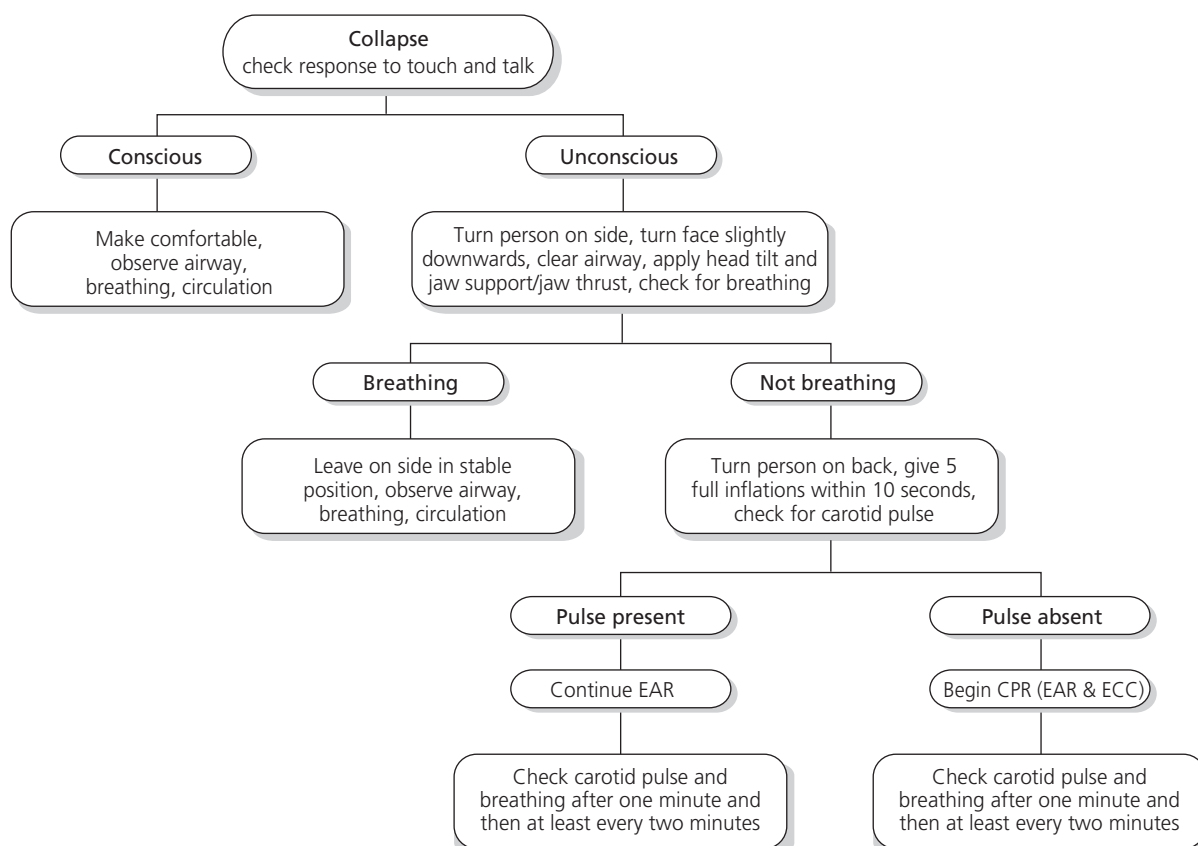 Collapse
check response to touch and talk
Conscious
Unconscious
Make comfortable,
observe airway,
breathing, circulation
Turn person on side, turn face slightly
downwards, clear airway, apply head tilt and
jaw support/jaw thrust, check for breathing
Breathing
Not breathing
Leave on side in stable
position, observe airway,
breathing, circulation
Turn person on back, give 5
full inflations within 10 seconds,
check for carotid pulse
Pulse present
Pulse absent
Continue EAR
Begin CPR (EAR & ECC)
Check carotid pulse and
breathing after one minute and
then at least every two minutes
Check carotid pulse and
breathing after one minute and
then at least every two minutes